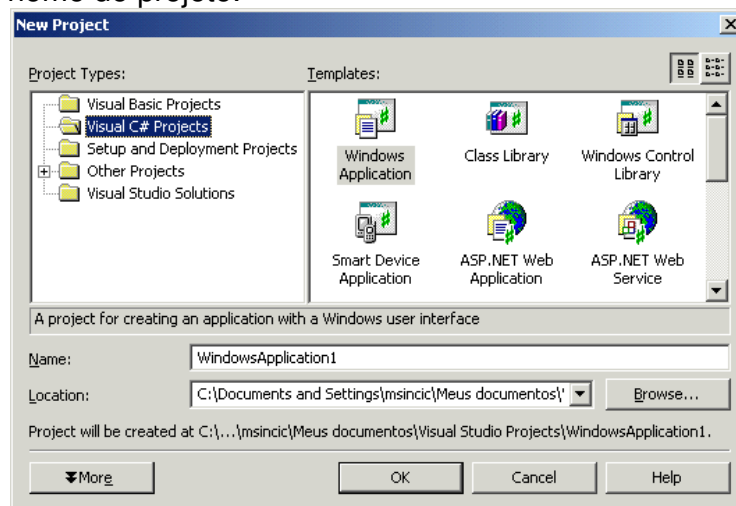 nome do projeto.
New Project
Project Types:
Templates:
Visual Basic Projects
Visual C# Projects
Setup and Deployment Projects
Other Projects
Visual Studio Solutions
Windows Application
Class Library
Windows Control Library
Smart Device Application
ASP.NET Web Application
ASP.NET Web Service
A project for creating an application with a Windows user interface
Name:
WindowsApplication1
Location:
C:\Documents and Settings\msincic\Meus documentos\'
Browse...
Project will be created at C:\...\msincic\Meus documentos\Visual Studio Projects\WindowsApplication1.
More
OK
Cancel
Help